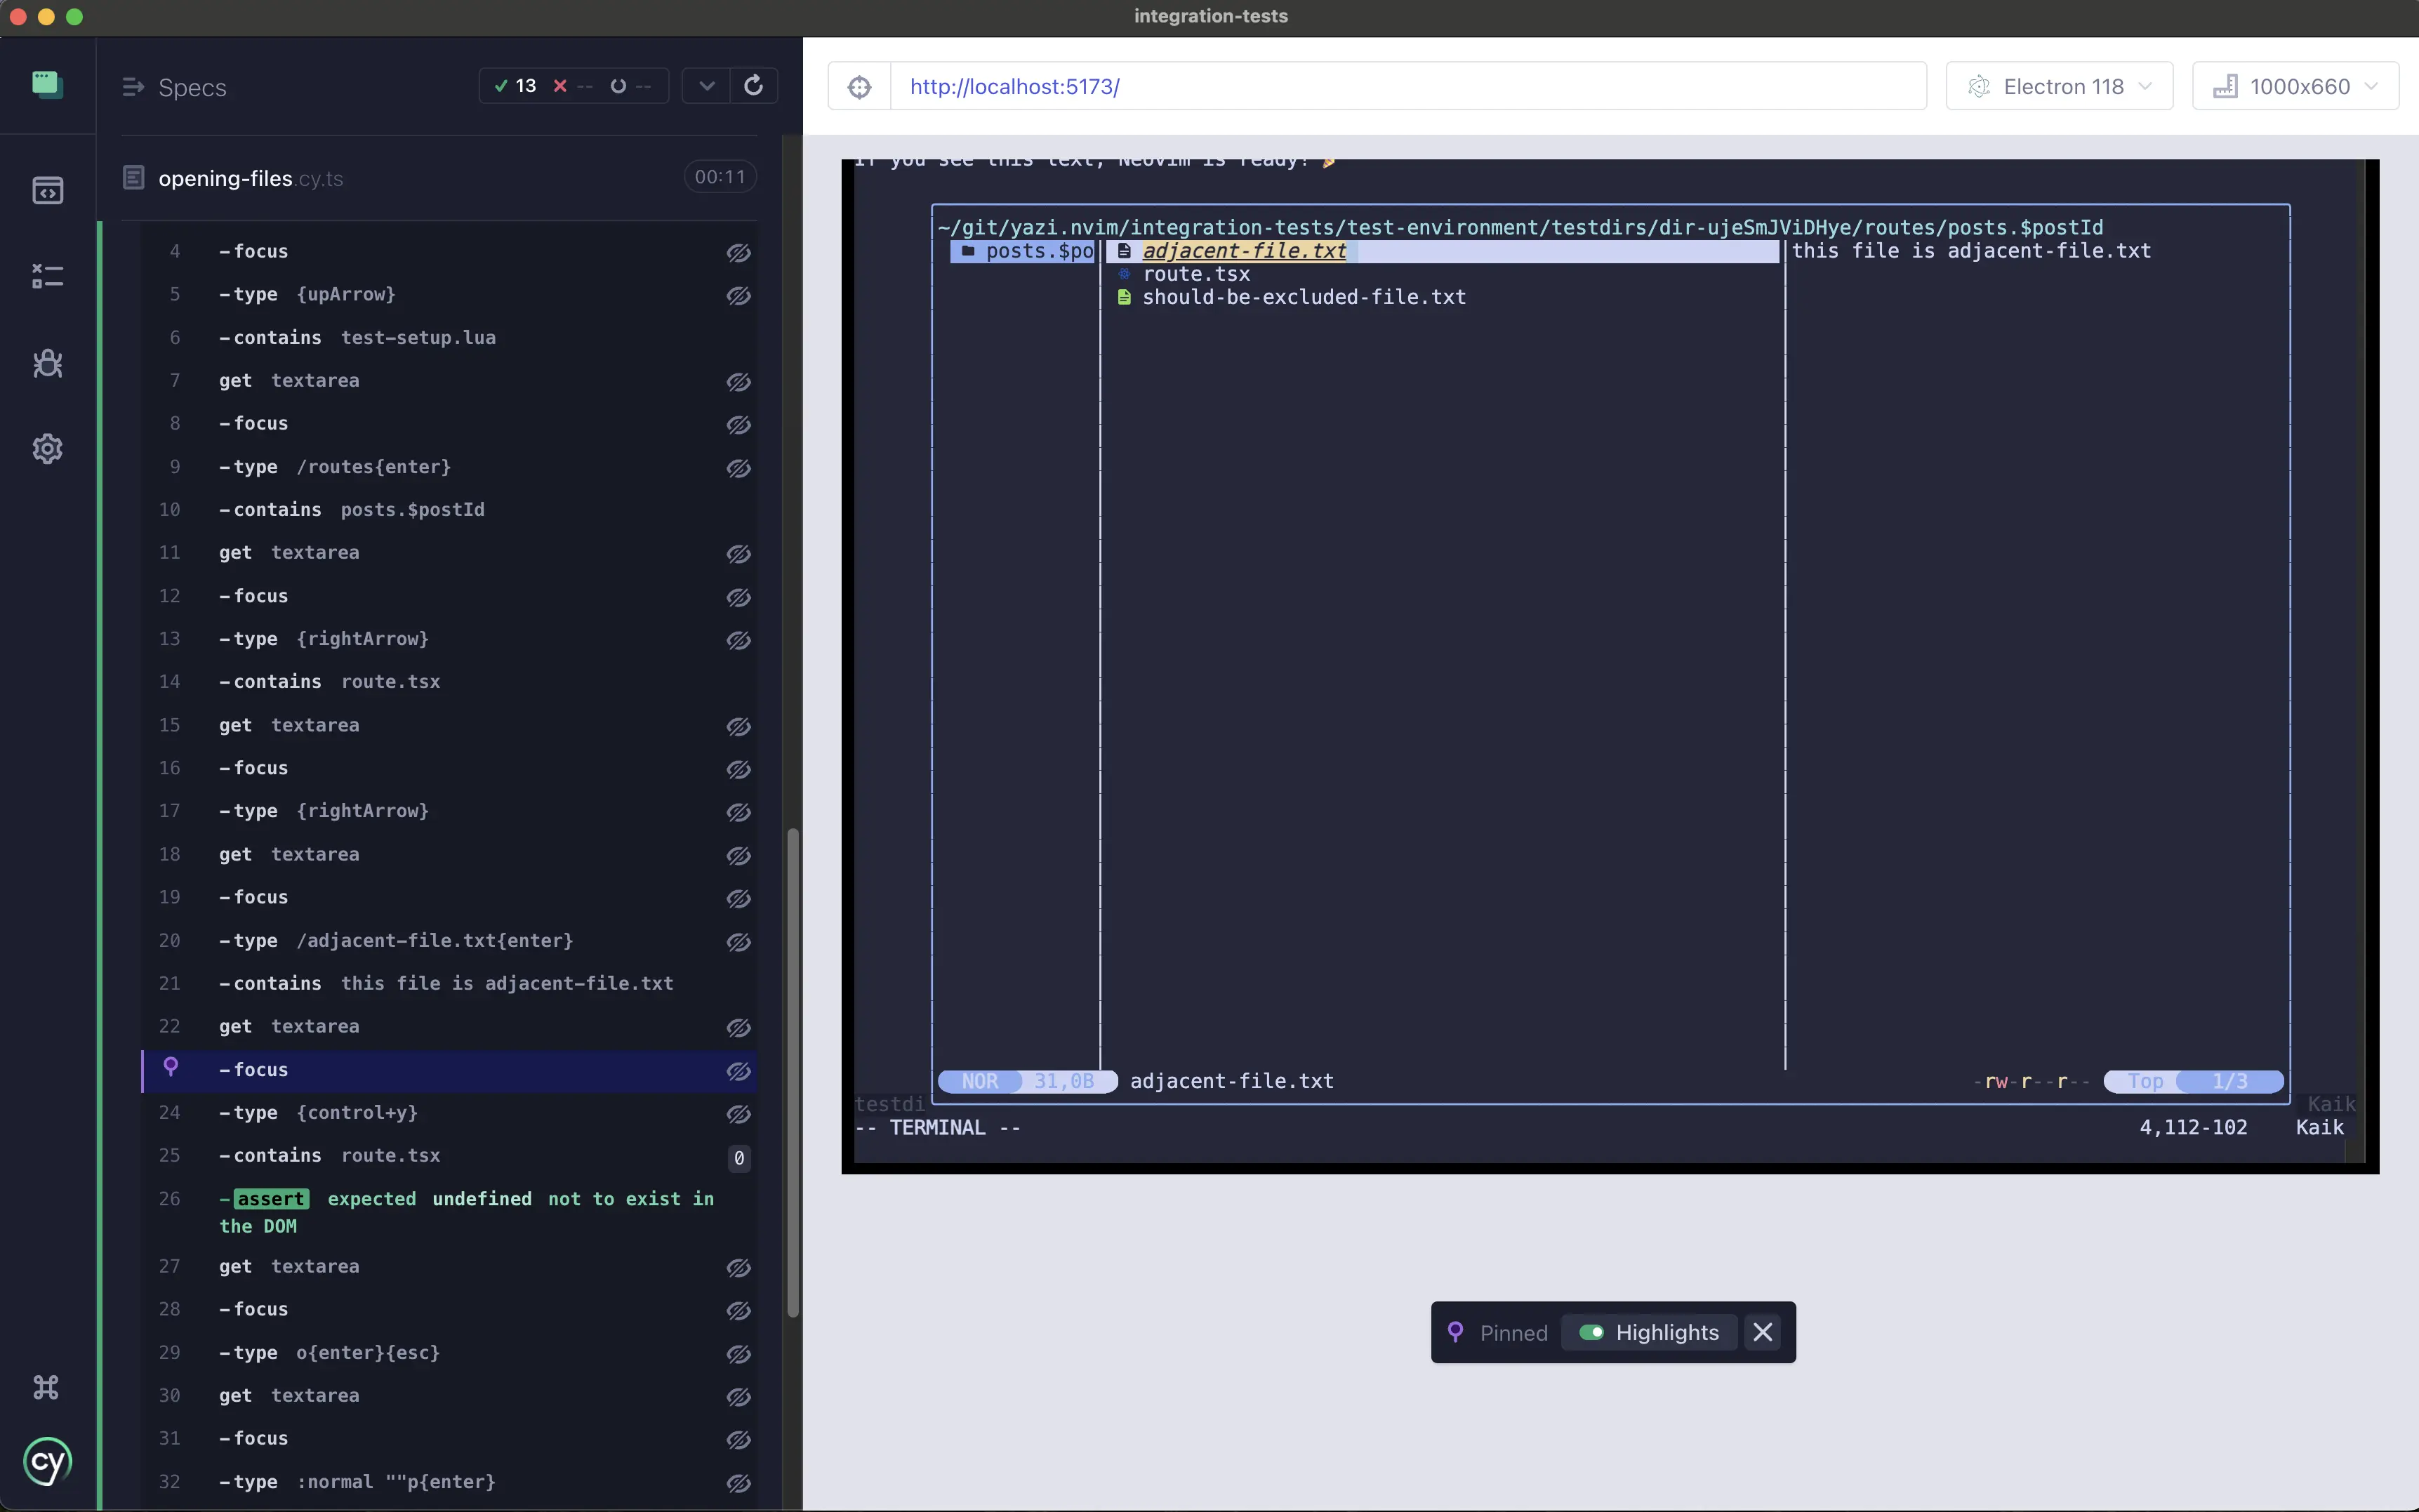 integration-tests
Specs
13 -- --
http://localhost:5173/
Electron 118
1000x660
opening-files.cy.ts
00:11
4 -focus
5 -type {upArrow}
6 -contains test-setup.lua
7 get textarea
8 -focus
9 -type /routes{enter}
10 -contains posts.$postId
11 get textarea
12 -focus
13 -type {rightArrow}
14 -contains route.tsx
15 get textarea
16 -focus
17 -type {rightArrow}
18 get textarea
19 -focus
20 -type /adjacent-file.txt{enter}
21 -contains this file is adjacent-file.txt
22 get textarea
-focus
24 -type {control+y}
25 -contains route.tsx 0
26 -assert expected undefined not to exist in
the DOM
27 get textarea
28 -focus
29 -type o{enter}{esc}
30 get textarea
31 -focus
32 -type :normal ""p{enter}
cy
If you see this text, Neovim is ready!
~/git/yazi.nvim/integration-tests/test-environment/testdirs/dir-ujeSmJViDHye/routes/posts.$postId
posts.$po adjacent-file.txt this file is adjacent-file.txt
route.tsx
should-be-excluded-file.txt
NOR 31,0B adjacent-file.txt -rw-r--r-- Top 1/3
testdi Kaik
-- TERMINAL -- 4,112-102 Kaik
Pinned Highlights